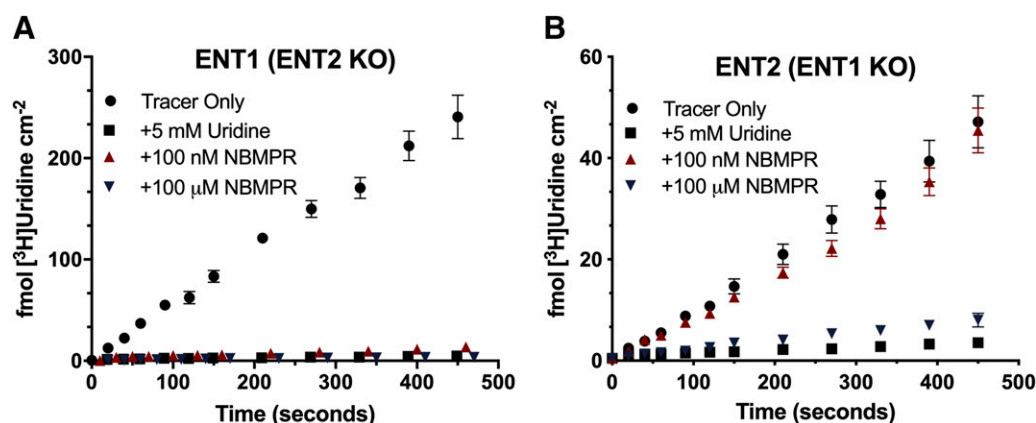 A
ENT1 (ENT2 KO)
300
200
100
0
fmol [³H]Uridine cm⁻²
Tracer Only
+5 mM Uridine
+100 nM NBMPR
+100 μM NBMPR
0 100 200 300 400 500
Time (seconds)
B
ENT2 (ENT1 KO)
60
40
20
0
fmol [³H]Uridine cm⁻²
Tracer Only
+5 mM Uridine
+100 nM NBMPR
+100 μM NBMPR
0 100 200 300 400 500
Time (seconds)